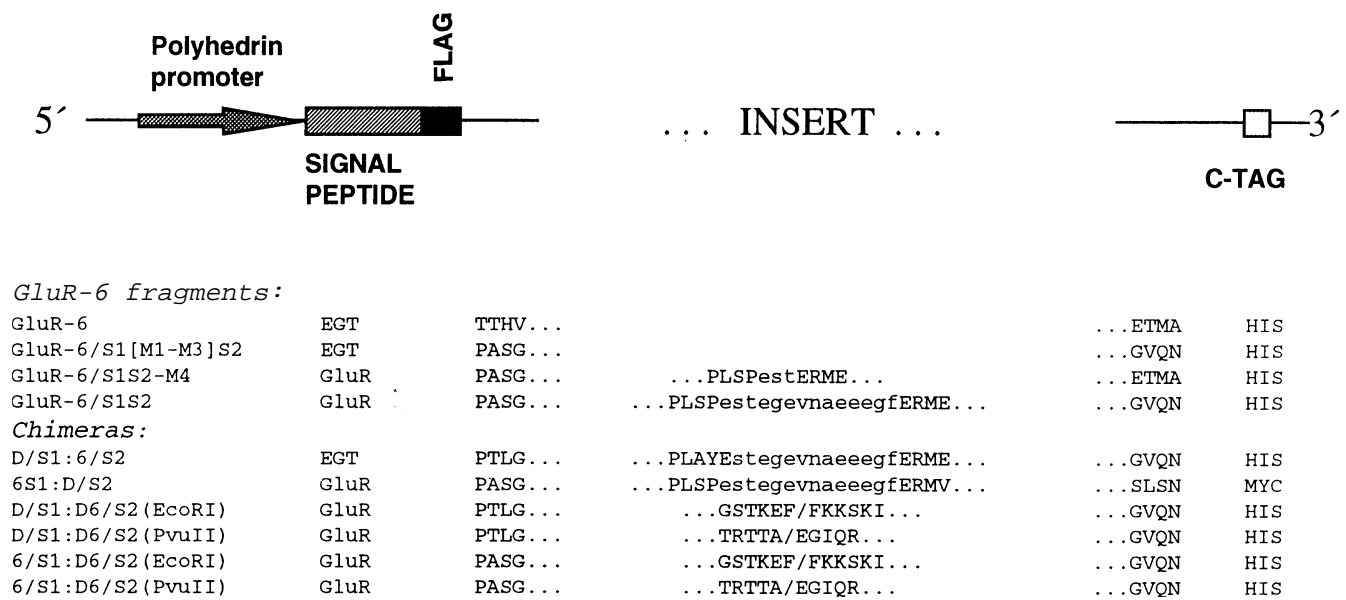 Polyhedrin
promoter
FLAG
5´ ... INSERT ... 3´
SIGNAL
PEPTIDE
C-TAG
GluR-6 fragments:
GluR-6 EGT TTHV... ...ETMA HIS
GluR-6/S1[M1-M3]S2 EGT PASG... ...GVQN HIS
GluR-6/S1S2-M4 GluR PASG... ...PLSPestERME... ...ETMA HIS
GluR-6/S1S2 GluR PASG... ...PLSPestegevnaeeegfERME... ...GVQN HIS
Chimeras:
D/S1:6/S2 EGT PTLG... ...PLAYEstegevnaeeegfERME... ...GVQN HIS
6S1:D/S2 GluR PASG... ...PLSPestegevnaeeegfERMV... ...SLSN MYC
D/S1:D6/S2(EcoRI) GluR PTLG... ...GSTKEF/FKKSKI... ...GVQN HIS
D/S1:D6/S2(PvuII) GluR PTLG... ...TRTTA/EGIQR... ...GVQN HIS
6/S1:D6/S2(EcoRI) GluR PASG... ...GSTKEF/FKKSKI... ...GVQN HIS
6/S1:D6/S2(PvuII) GluR PASG... ...TRTTA/EGIQR... ...GVQN HIS